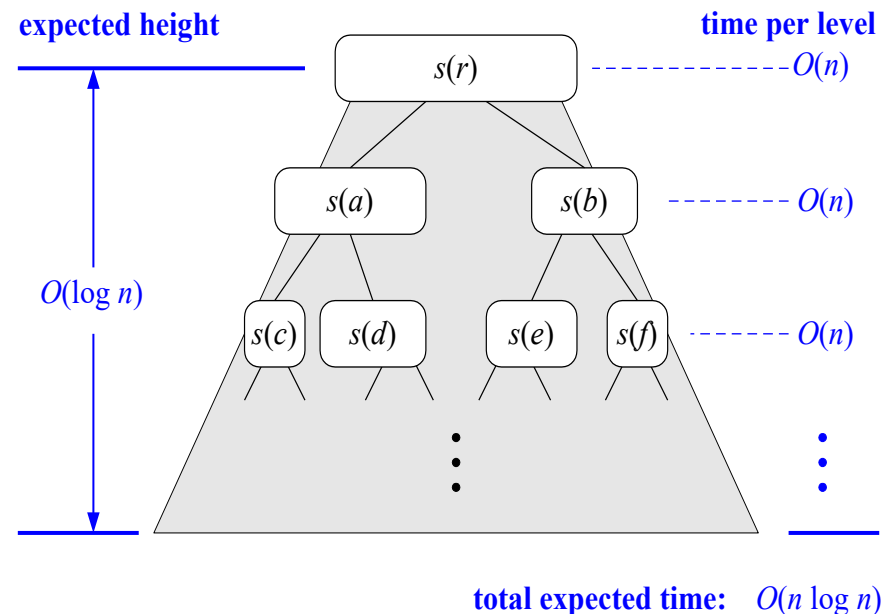 expected height
time per level
s(r)
O(n)
s(a)
s(b)
O(n)
O(log n)
s(c)
s(d)
s(e)
s(f)
O(n)
total expected time: O(n log n)